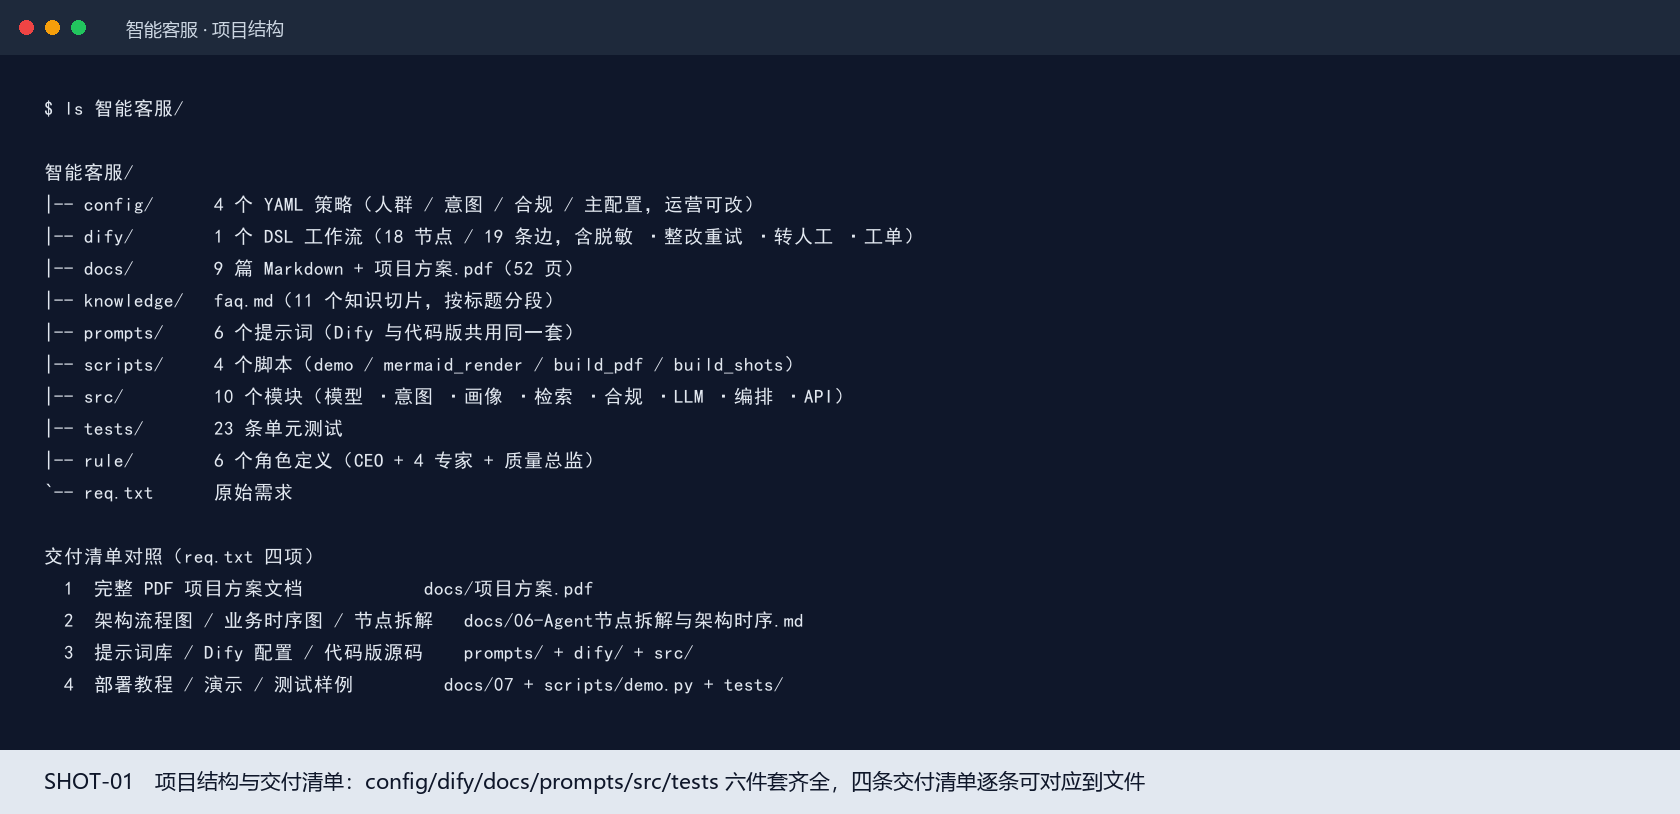 智能客服 · 项目结构
$ ls 智能客服/
智能客服/
|-- config/      4 个 YAML 策略（人群 / 意图 / 合规 / 主配置，运营可改）
|-- dify/        1 个 DSL 工作流（18 节点 / 19 条边，含脱敏 ·整改重试 ·转人工 ·工单）
|-- docs/        9 篇 Markdown + 项目方案.pdf（52 页）
|-- knowledge/   faq.md（11 个知识切片，按标题分段）
|-- prompts/     6 个提示词（Dify 与代码版共用同一套）
|-- scripts/     4 个脚本（demo / mermaid_render / build_pdf / build_shots）
|-- src/         10 个模块（模型 ·意图 ·画像 ·检索 ·合规 ·LLM ·编排 ·API）
|-- tests/       23 条单元测试
|-- rule/        6 个角色定义（CEO + 4 专家 + 质量总监）
`-- req.txt      原始需求
交付清单对照（req.txt 四项）
1  完整 PDF 项目方案文档            docs/项目方案.pdf
2  架构流程图 / 业务时序图 / 节点拆解   docs/06-Agent节点拆解与架构时序.md
3  提示词库 / Dify 配置 / 代码版源码    prompts/ + dify/ + src/
4  部署教程 / 演示 / 测试样例         docs/07 + scripts/demo.py + tests/
SHOT-01   项目结构与交付清单：config/dify/docs/prompts/src/tests 六件套齐全，四条交付清单逐条可对应到文件